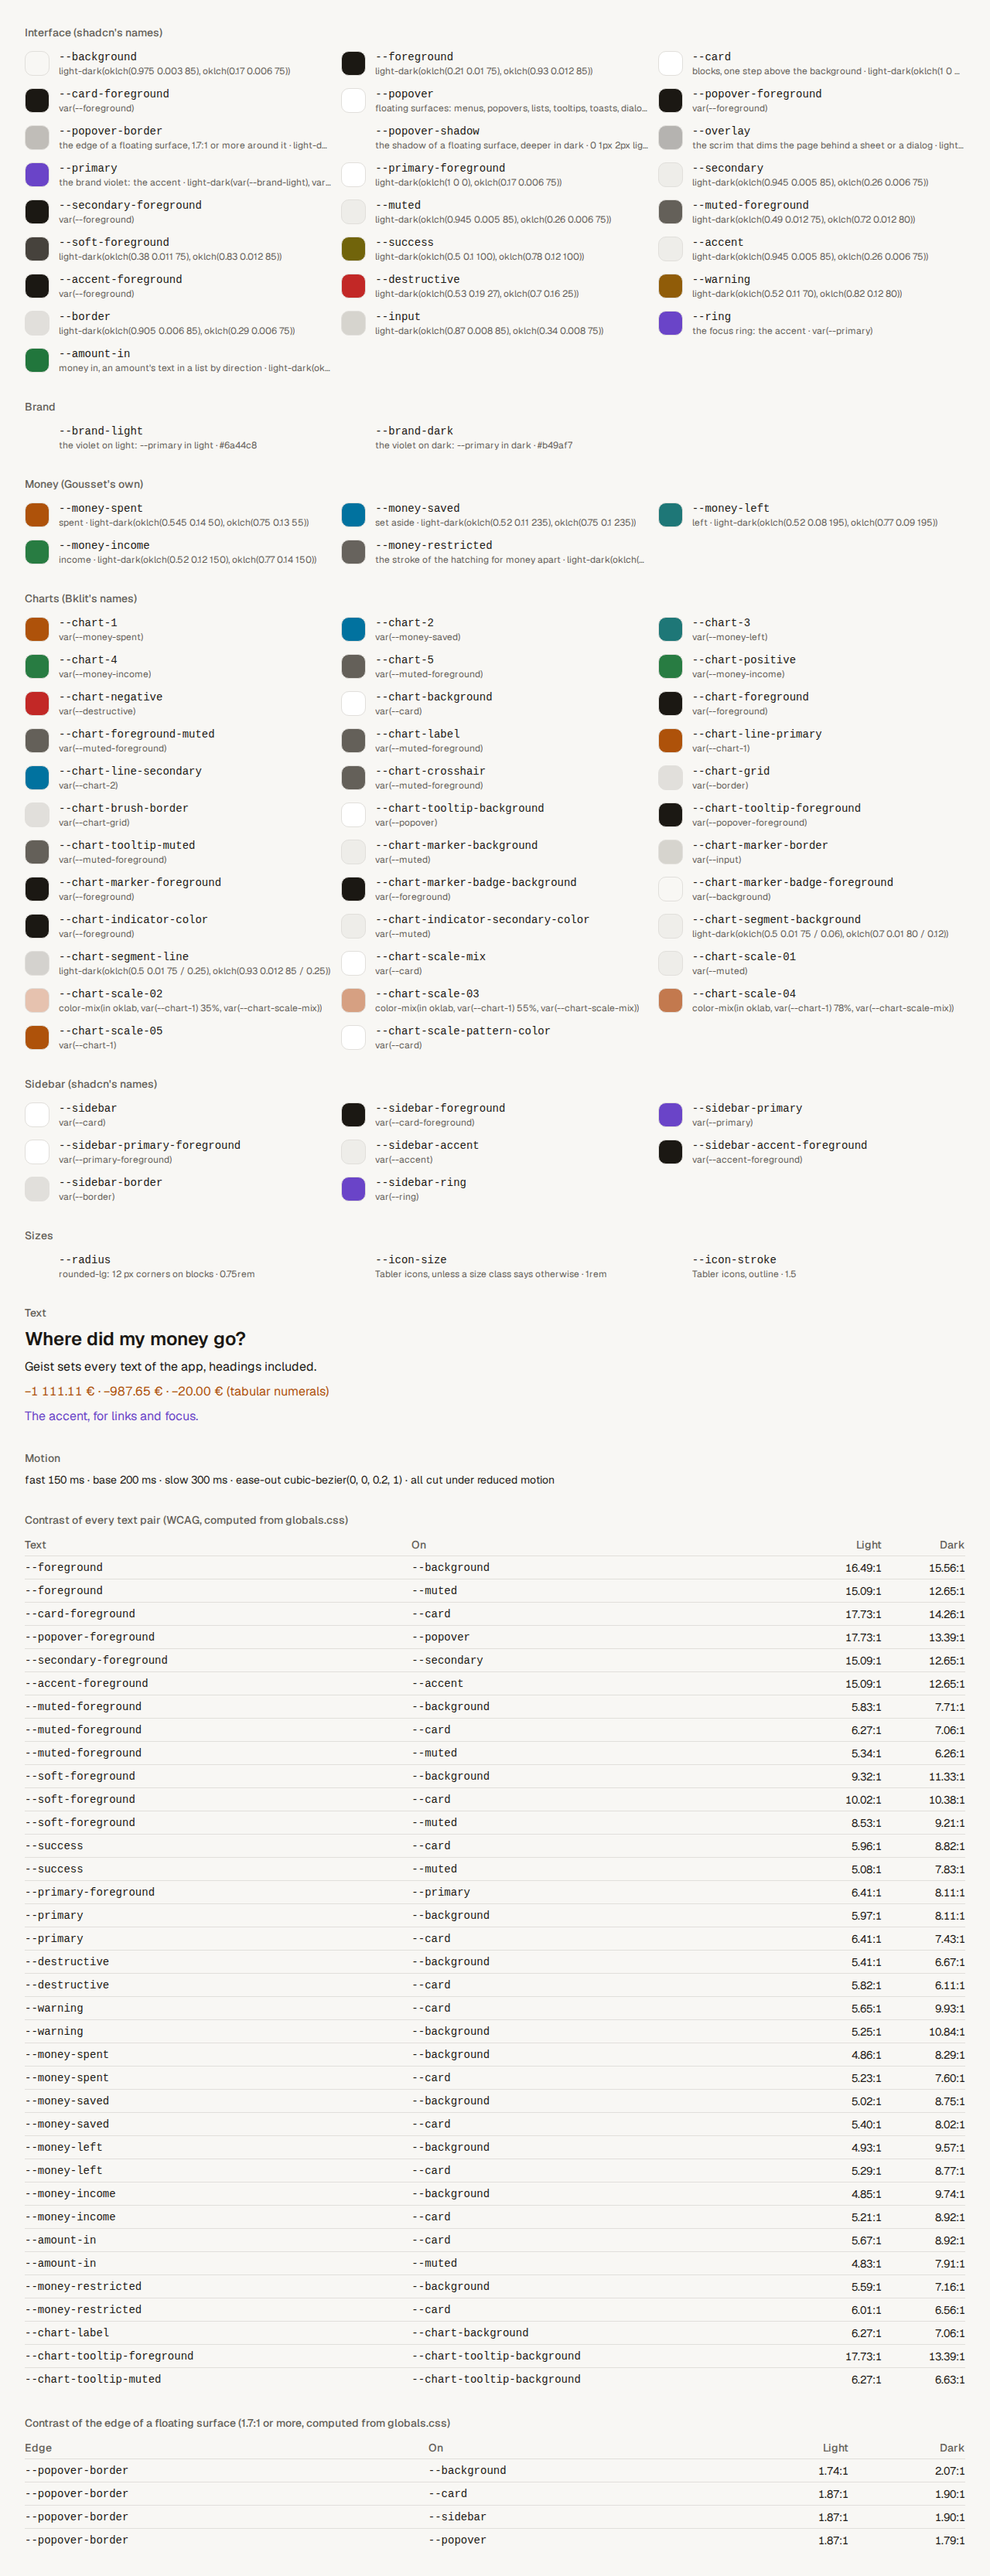 Interface (shadcn's names)
--background
light-dark(oklch(0.975 0.003 85), oklch(0.17 0.006 75))
--foreground
light-dark(oklch(0.21 0.01 75), oklch(0.93 0.012 85))
--card
blocks, one step above the background · light-dark(oklch(1 0 ...
--card-foreground
var(--foreground)
--popover
floating surfaces: menus, popovers, lists, tooltips, toasts, dialo...
--popover-foreground
var(--foreground)
--popover-border
the edge of a floating surface, 1.7:1 or more around it · light-d...
--popover-shadow
the shadow of a floating surface, deeper in dark · 0 1px 2px lig...
--overlay
the scrim that dims the page behind a sheet or a dialog · light...
--primary
the brand violet: the accent · light-dark(var(--brand-light), var...
--primary-foreground
light-dark(oklch(1 0 0), oklch(0.17 0.006 75))
--secondary
light-dark(oklch(0.945 0.005 85), oklch(0.26 0.006 75))
--secondary-foreground
var(--foreground)
--muted
light-dark(oklch(0.945 0.005 85), oklch(0.26 0.006 75))
--muted-foreground
light-dark(oklch(0.49 0.012 75), oklch(0.72 0.012 80))
--soft-foreground
light-dark(oklch(0.38 0.011 75), oklch(0.83 0.012 85))
--success
light-dark(oklch(0.5 0.1 100), oklch(0.78 0.12 100))
--accent
light-dark(oklch(0.945 0.005 85), oklch(0.26 0.006 75))
--accent-foreground
var(--foreground)
--destructive
light-dark(oklch(0.53 0.19 27), oklch(0.7 0.16 25))
--warning
light-dark(oklch(0.52 0.11 70), oklch(0.82 0.12 80))
--border
light-dark(oklch(0.905 0.006 85), oklch(0.29 0.006 75))
--input
light-dark(oklch(0.87 0.008 85), oklch(0.34 0.008 75))
--ring
the focus ring: the accent · var(--primary)
--amount-in
money in, an amount's text in a list by direction · light-dark(ok...
Brand
--brand-light
the violet on light: --primary in light · #6a44c8
--brand-dark
the violet on dark: --primary in dark · #b49af7
Money (Gousset's own)
--money-spent
spent · light-dark(oklch(0.545 0.14 50), oklch(0.75 0.13 55))
--money-saved
set aside · light-dark(oklch(0.52 0.11 235), oklch(0.75 0.1 235))
--money-left
left · light-dark(oklch(0.52 0.08 195), oklch(0.77 0.09 195))
--money-income
income · light-dark(oklch(0.52 0.12 150), oklch(0.77 0.14 150))
--money-restricted
the stroke of the hatching for money apart · light-dark(oklch(...
Charts (Bklit's names)
--chart-1
var(--money-spent)
--chart-2
var(--money-saved)
--chart-3
var(--money-left)
--chart-4
var(--money-income)
--chart-5
var(--muted-foreground)
--chart-positive
var(--money-income)
--chart-negative
var(--destructive)
--chart-background
var(--card)
--chart-foreground
var(--foreground)
--chart-foreground-muted
var(--muted-foreground)
--chart-label
var(--muted-foreground)
--chart-line-primary
var(--chart-1)
--chart-line-secondary
var(--chart-2)
--chart-crosshair
var(--muted-foreground)
--chart-grid
var(--border)
--chart-brush-border
var(--chart-grid)
--chart-tooltip-background
var(--popover)
--chart-tooltip-foreground
var(--popover-foreground)
--chart-tooltip-muted
var(--muted-foreground)
--chart-marker-background
var(--muted)
--chart-marker-border
var(--input)
--chart-marker-foreground
var(--foreground)
--chart-marker-badge-background
var(--foreground)
--chart-marker-badge-foreground
var(--background)
--chart-indicator-color
var(--foreground)
--chart-indicator-secondary-color
var(--muted)
--chart-segment-background
light-dark(oklch(0.5 0.01 75 / 0.06), oklch(0.7 0.01 80 / 0.12))
--chart-segment-line
light-dark(oklch(0.5 0.01 75 / 0.25), oklch(0.93 0.012 85 / 0.25))
--chart-scale-mix
var(--card)
--chart-scale-01
var(--muted)
--chart-scale-02
color-mix(in oklab, var(--chart-1) 35%, var(--chart-scale-mix))
--chart-scale-03
color-mix(in oklab, var(--chart-1) 55%, var(--chart-scale-mix))
--chart-scale-04
color-mix(in oklab, var(--chart-1) 78%, var(--chart-scale-mix))
--chart-scale-05
var(--chart-1)
--chart-scale-pattern-color
var(--card)
Sidebar (shadcn's names)
--sidebar
var(--card)
--sidebar-foreground
var(--card-foreground)
--sidebar-primary
var(--primary)
--sidebar-primary-foreground
var(--primary-foreground)
--sidebar-accent
var(--accent)
--sidebar-accent-foreground
var(--accent-foreground)
--sidebar-border
var(--border)
--sidebar-ring
var(--ring)
Sizes
--radius
rounded-lg: 12 px corners on blocks · 0.75rem
--icon-size
Tabler icons, unless a size class says otherwise · 1rem
--icon-stroke
Tabler icons, outline · 1.5
Text
Where did my money go?
Geist sets every text of the app, headings included.
−1 111.11 € · −987.65 € · −20.00 € (tabular numerals)
The accent, for links and focus.
Motion
fast 150 ms · base 200 ms · slow 300 ms · ease-out cubic-bezier(0, 0, 0.2, 1) · all cut under reduced motion
Contrast of every text pair (WCAG, computed from globals.css)
Text On Light Dark
--foreground --background 16.49:1 15.56:1
--foreground --muted 15.09:1 12.65:1
--card-foreground --card 17.73:1 14.26:1
--popover-foreground --popover 17.73:1 13.39:1
--secondary-foreground --secondary 15.09:1 12.65:1
--accent-foreground --accent 15.09:1 12.65:1
--muted-foreground --background 5.83:1 7.71:1
--muted-foreground --card 6.27:1 7.06:1
--muted-foreground --muted 5.34:1 6.26:1
--soft-foreground --background 9.32:1 11.33:1
--soft-foreground --card 10.02:1 10.38:1
--soft-foreground --muted 8.53:1 9.21:1
--success --card 5.96:1 8.82:1
--success --muted 5.08:1 7.83:1
--primary-foreground --primary 6.41:1 8.11:1
--primary --background 5.97:1 8.11:1
--primary --card 6.41:1 7.43:1
--destructive --background 5.41:1 6.67:1
--destructive --card 5.82:1 6.11:1
--warning --card 5.65:1 9.93:1
--warning --background 5.25:1 10.84:1
--money-spent --background 4.86:1 8.29:1
--money-spent --card 5.23:1 7.60:1
--money-saved --background 5.02:1 8.75:1
--money-saved --card 5.40:1 8.02:1
--money-left --background 4.93:1 9.57:1
--money-left --card 5.29:1 8.77:1
--money-income --background 4.85:1 9.74:1
--money-income --card 5.21:1 8.92:1
--amount-in --card 5.67:1 8.92:1
--amount-in --muted 4.83:1 7.91:1
--money-restricted --background 5.59:1 7.16:1
--money-restricted --card 6.01:1 6.56:1
--chart-label --chart-background 6.27:1 7.06:1
--chart-tooltip-foreground --chart-tooltip-background 17.73:1 13.39:1
--chart-tooltip-muted --chart-tooltip-background 6.27:1 6.63:1
Contrast of the edge of a floating surface (1.7:1 or more, computed from globals.css)
Edge On Light Dark
--popover-border --background 1.74:1 2.07:1
--popover-border --card 1.87:1 1.90:1
--popover-border --sidebar 1.87:1 1.90:1
--popover-border --popover 1.87:1 1.79:1